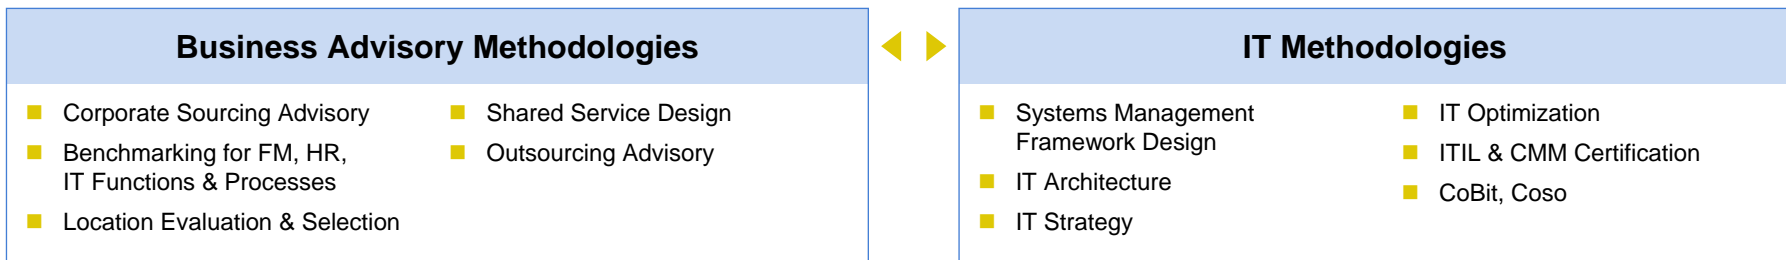 Business Advisory Methodologies
Corporate Sourcing Advisory
Benchmarking for FM, HR,
IT Functions & Processes
Location Evaluation & Selection
Shared Service Design
Outsourcing Advisory
IT Methodologies
Systems Management
Framework Design
IT Architecture
IT Strategy
IT Optimization
ITIL & CMM Certification
CoBit, Coso